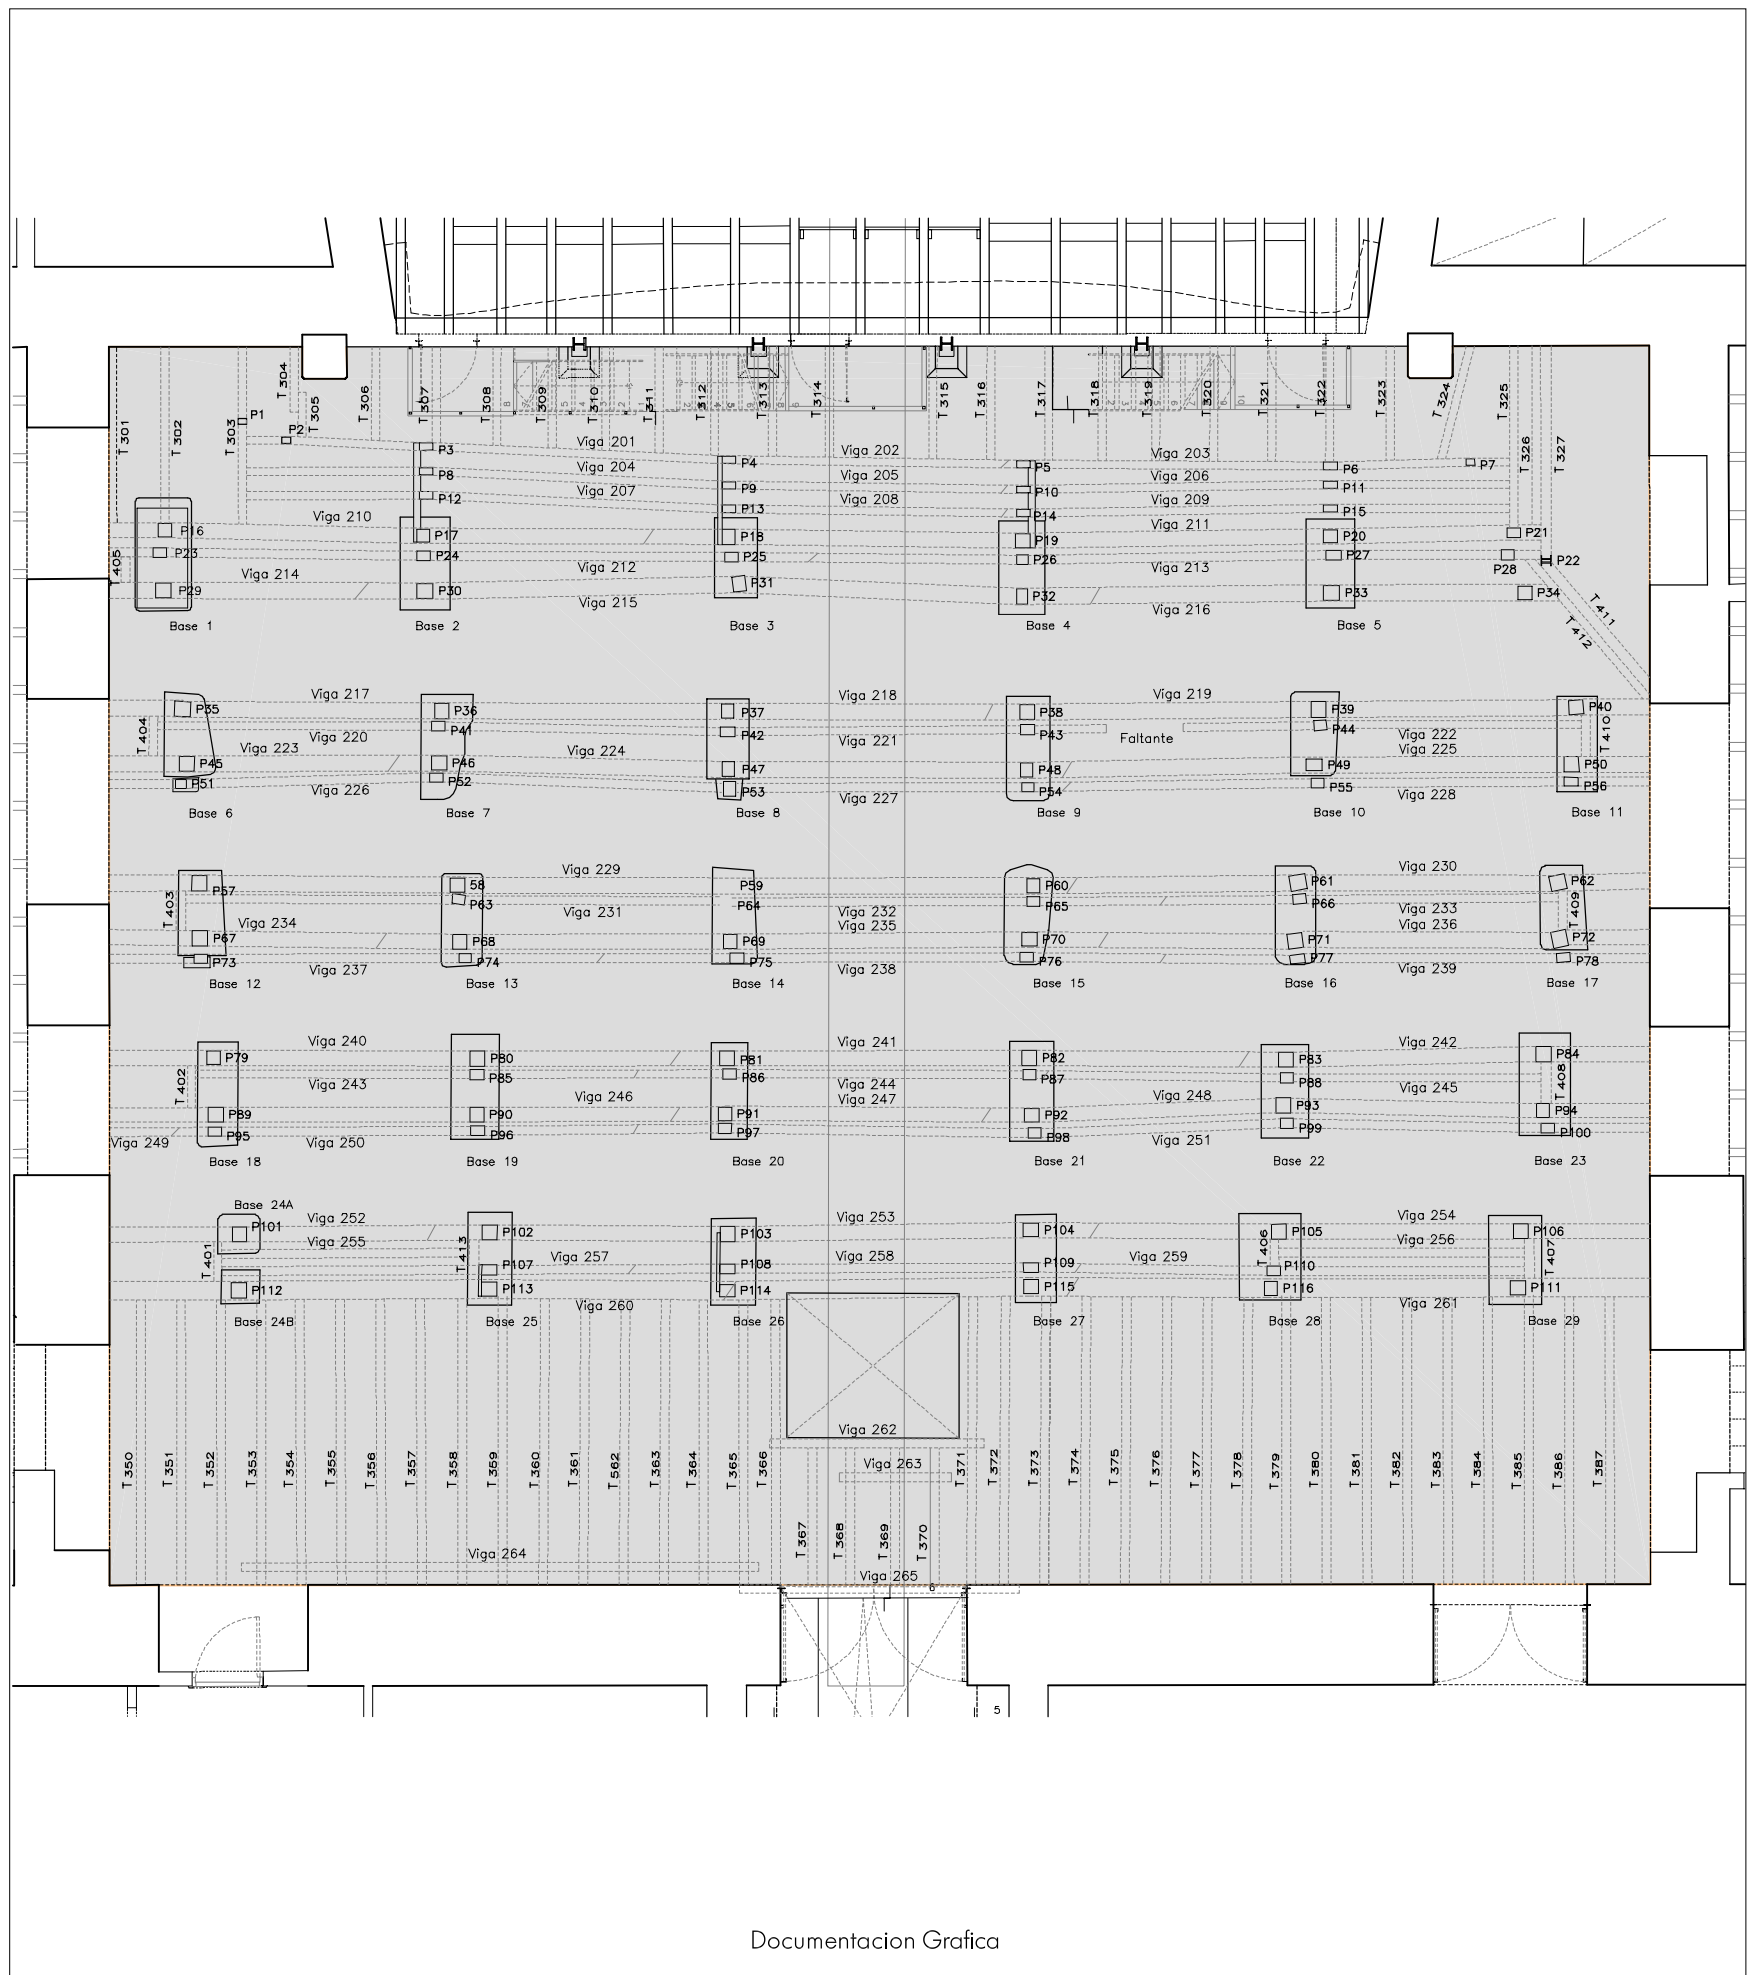 T 301
T 302
T 303
T 304
T 305
T 306
T 307
T 308
T 309
T 310
T 311
T 312
T 313
T 314
T 315
T 316
T 317
T 318
T 319
T 320
T 321
T 322
T 323
T 324
T 325
T 326
T 327
P1
P2
P3
Viga 201
P4
Viga 202
P5
Viga 203
P6
P7
P8
Viga 204
P9
Viga 205
P10
Viga 206
P11
P12
Viga 207
P13
Viga 208
P14
Viga 209
P15
P16
Viga 210
P17
P18
P19
Viga 211
P20
P21
T 405
P23
P24
Viga 212
P25
P26
Viga 213
P27
P28
P22
Viga 214
P29
P30
Viga 215
P31
P32
Viga 216
P33
P34
T 411
T 412
Base 1
Base 2
Base 3
Base 4
Base 5
Viga 217
Viga 218
Viga 219
P35
P36
P37
P38
P39
P40
T 404
Viga 220
P41
P42
Viga 221
P43
Faltante
P44
Viga 222
T 410
Viga 223
Viga 224
Viga 225
P45
P46
P47
P48
P49
P50
P51
Viga 226
P52
P53
Viga 227
P54
P55
Viga 228
P56
Base 6
Base 7
Base 8
Base 9
Base 10
Base 11
Viga 229
Viga 230
P57
58
P59
P60
P61
P62
T 403
P63
Viga 231
P64
Viga 232
P65
P66
Viga 233
T 409
Viga 234
Viga 235
Viga 236
P67
P68
P69
P70
P71
P72
P73
Viga 237
P74
P75
Viga 238
P76
P77
Viga 239
P78
Base 12
Base 13
Base 14
Base 15
Base 16
Base 17
Viga 240
Viga 241
Viga 242
P79
P80
P81
P82
P83
P84
T 402
Viga 243
P85
P86
Viga 244
P87
P88
Viga 245
T 408
Viga 246
Viga 247
Viga 248
P89
P90
P91
P92
P93
P94
Viga 249
P95
Viga 250
P96
P97
P98
Viga 251
P99
P100
Base 18
Base 19
Base 20
Base 21
Base 22
Base 23
Base 24A
Viga 252
Viga 253
Viga 254
P101
P102
P103
P104
P105
P106
T 401
Viga 255
T 413
Viga 257
Viga 258
Viga 259
T 406
Viga 256
T 407
P107
P108
P109
P110
P112
P113
P114
P115
P116
P111
Viga 260
Viga 261
Base 24B
Base 25
Base 26
Base 27
Base 28
Base 29
Viga 262
Viga 263
T 350
T 351
T 352
T 353
T 354
T 355
T 356
T 357
T 358
T 359
T 360
T 361
T 562
T 363
T 364
T 365
T 366
T 367
T 368
T 369
T 370
T 371
T 372
T 373
T 374
T 375
T 376
T 377
T 378
T 379
T 380
T 381
T 382
T 383
T 384
T 385
T 386
T 387
Viga 264
Viga 265
6
5
Documentacion Grafica